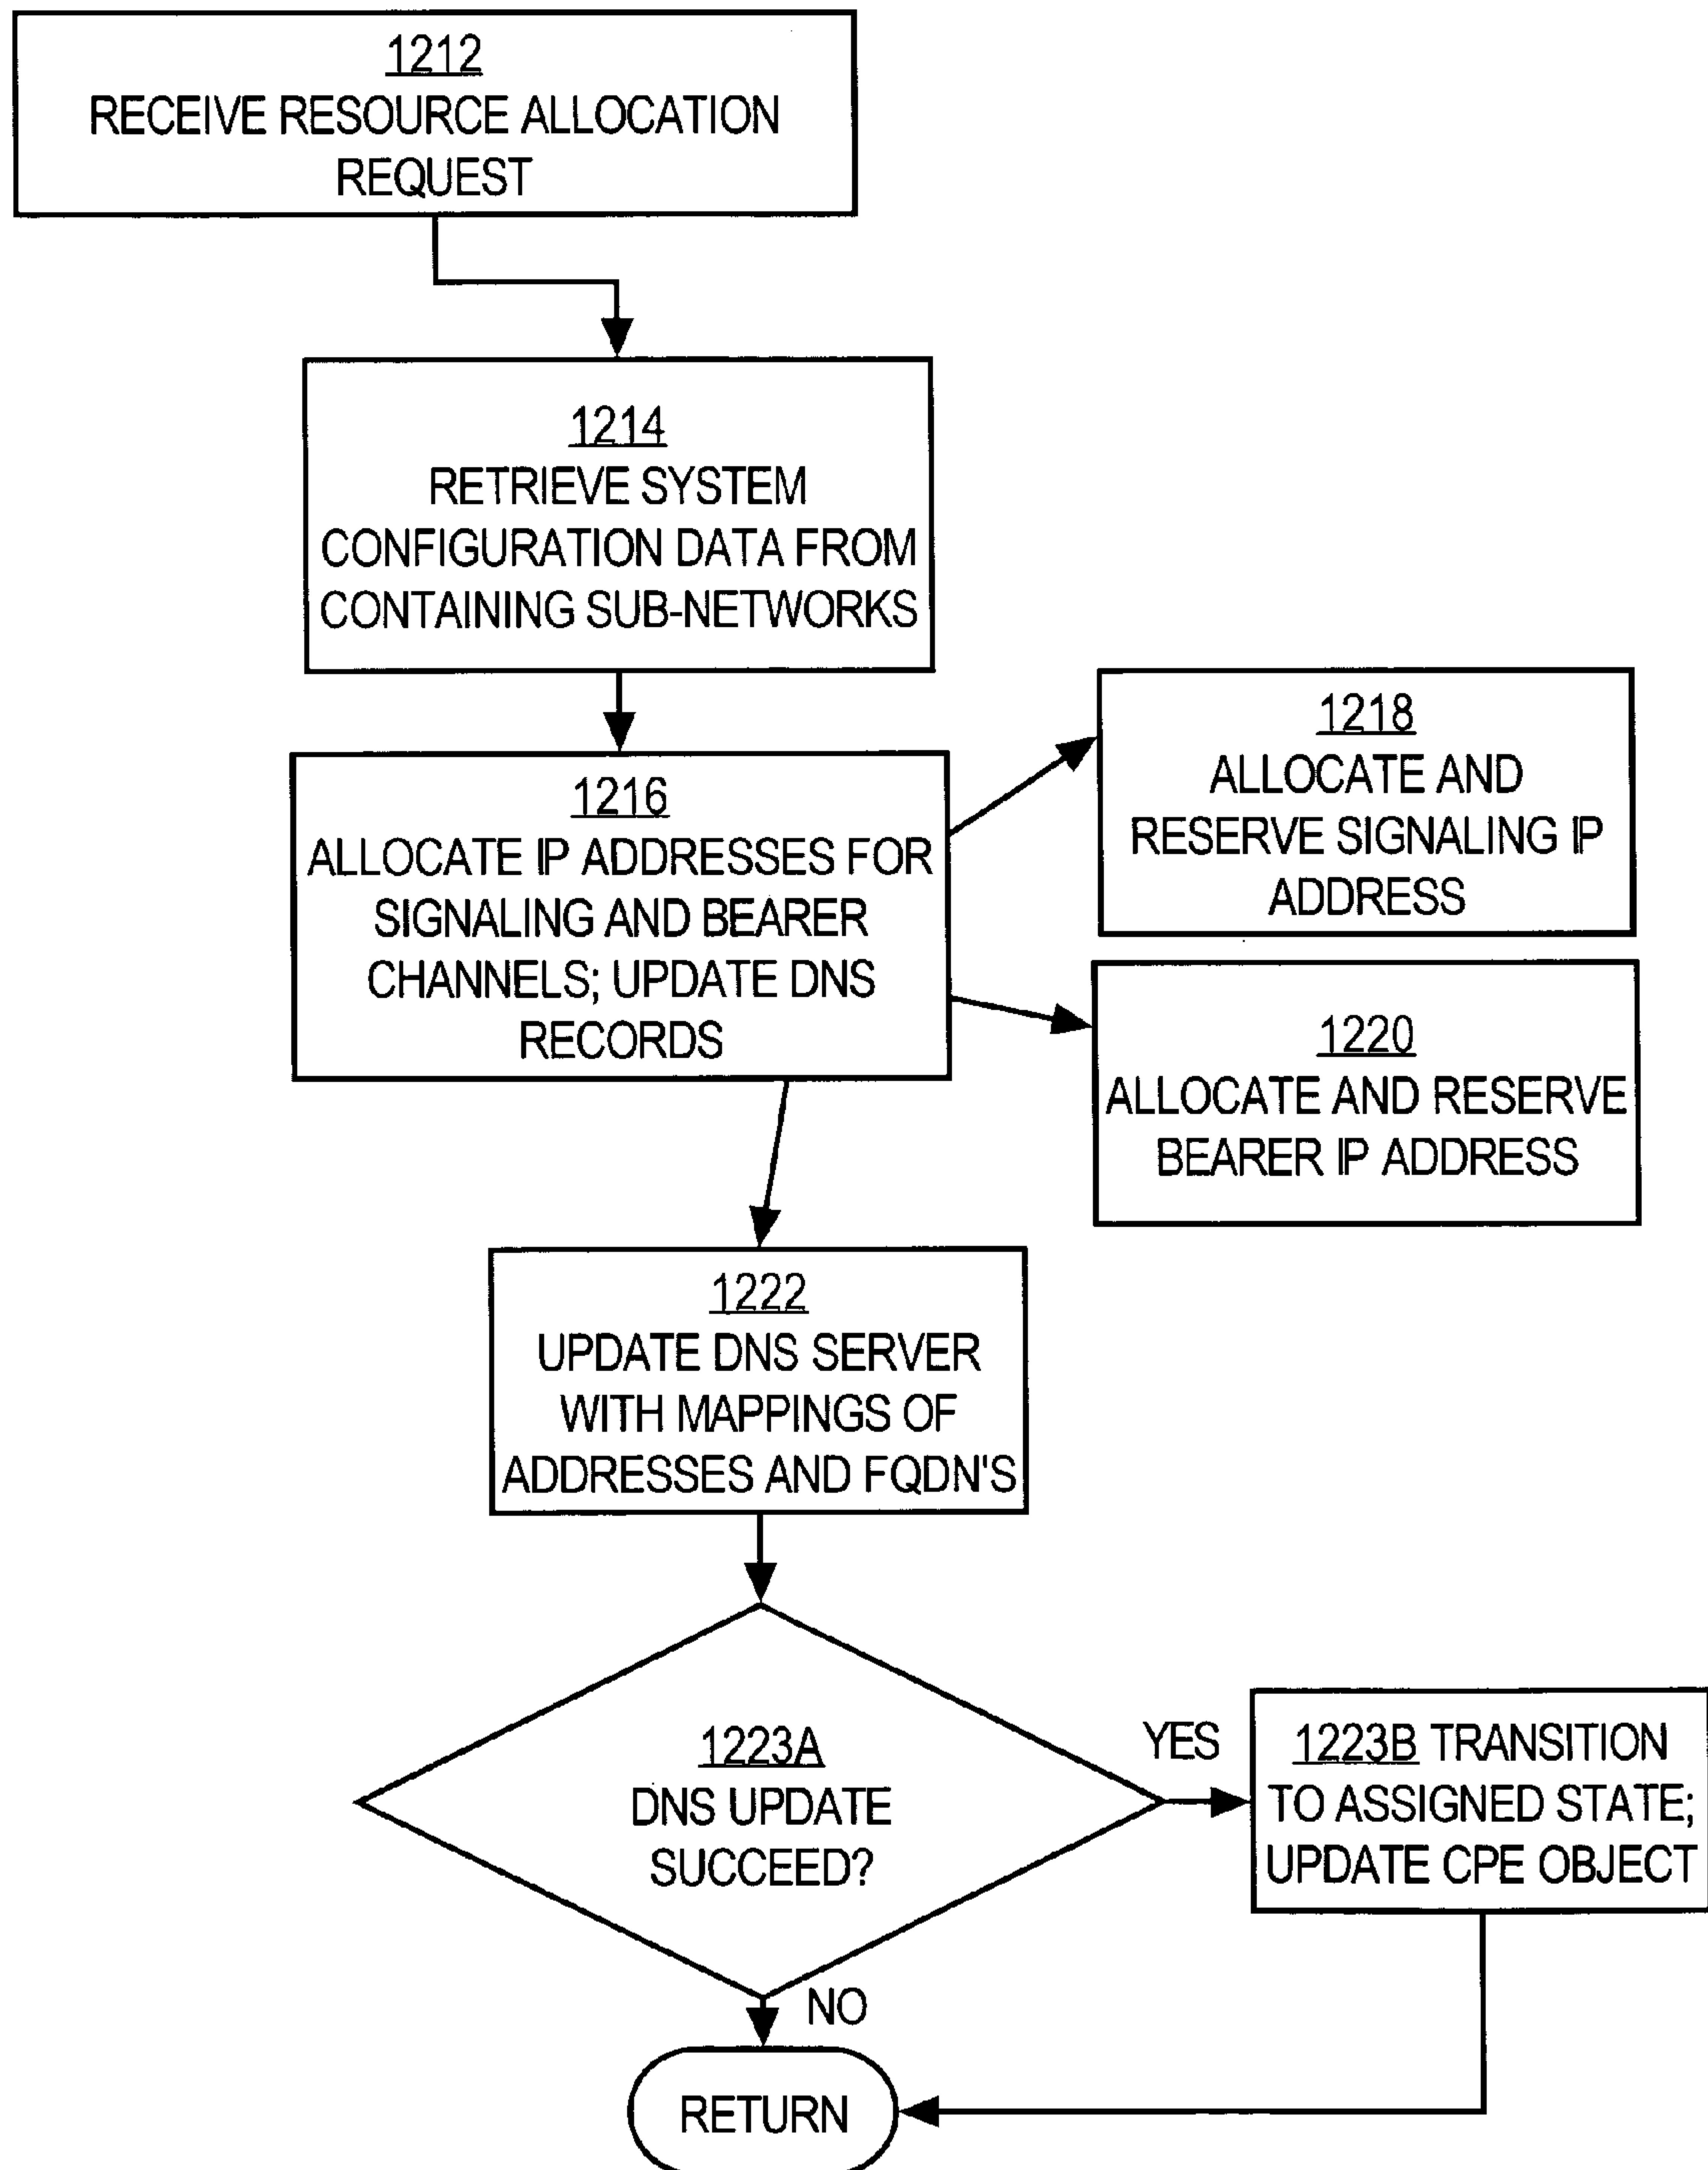 1212
RECEIVE RESOURCE ALLOCATION
REQUEST
1214
RETRIEVE SYSTEM
CONFIGURATION DATA FROM
CONTAINING SUB-NETWORKS
1216
ALLOCATE IP ADDRESSES FOR
SIGNALING AND BEARER
CHANNELS; UPDATE DNS
RECORDS
1218
ALLOCATE AND
RESERVE SIGNALING IP
ADDRESS
1220
ALLOCATE AND RESERVE
BEARER IP ADDRESS
1222
UPDATE DNS SERVER
WITH MAPPINGS OF
ADDRESSES AND FQDN'S
1223A
DNS UPDATE
SUCCEED?
YES
1223B TRANSITION
TO ASSIGNED STATE;
UPDATE CPE OBJECT
NO
RETURN